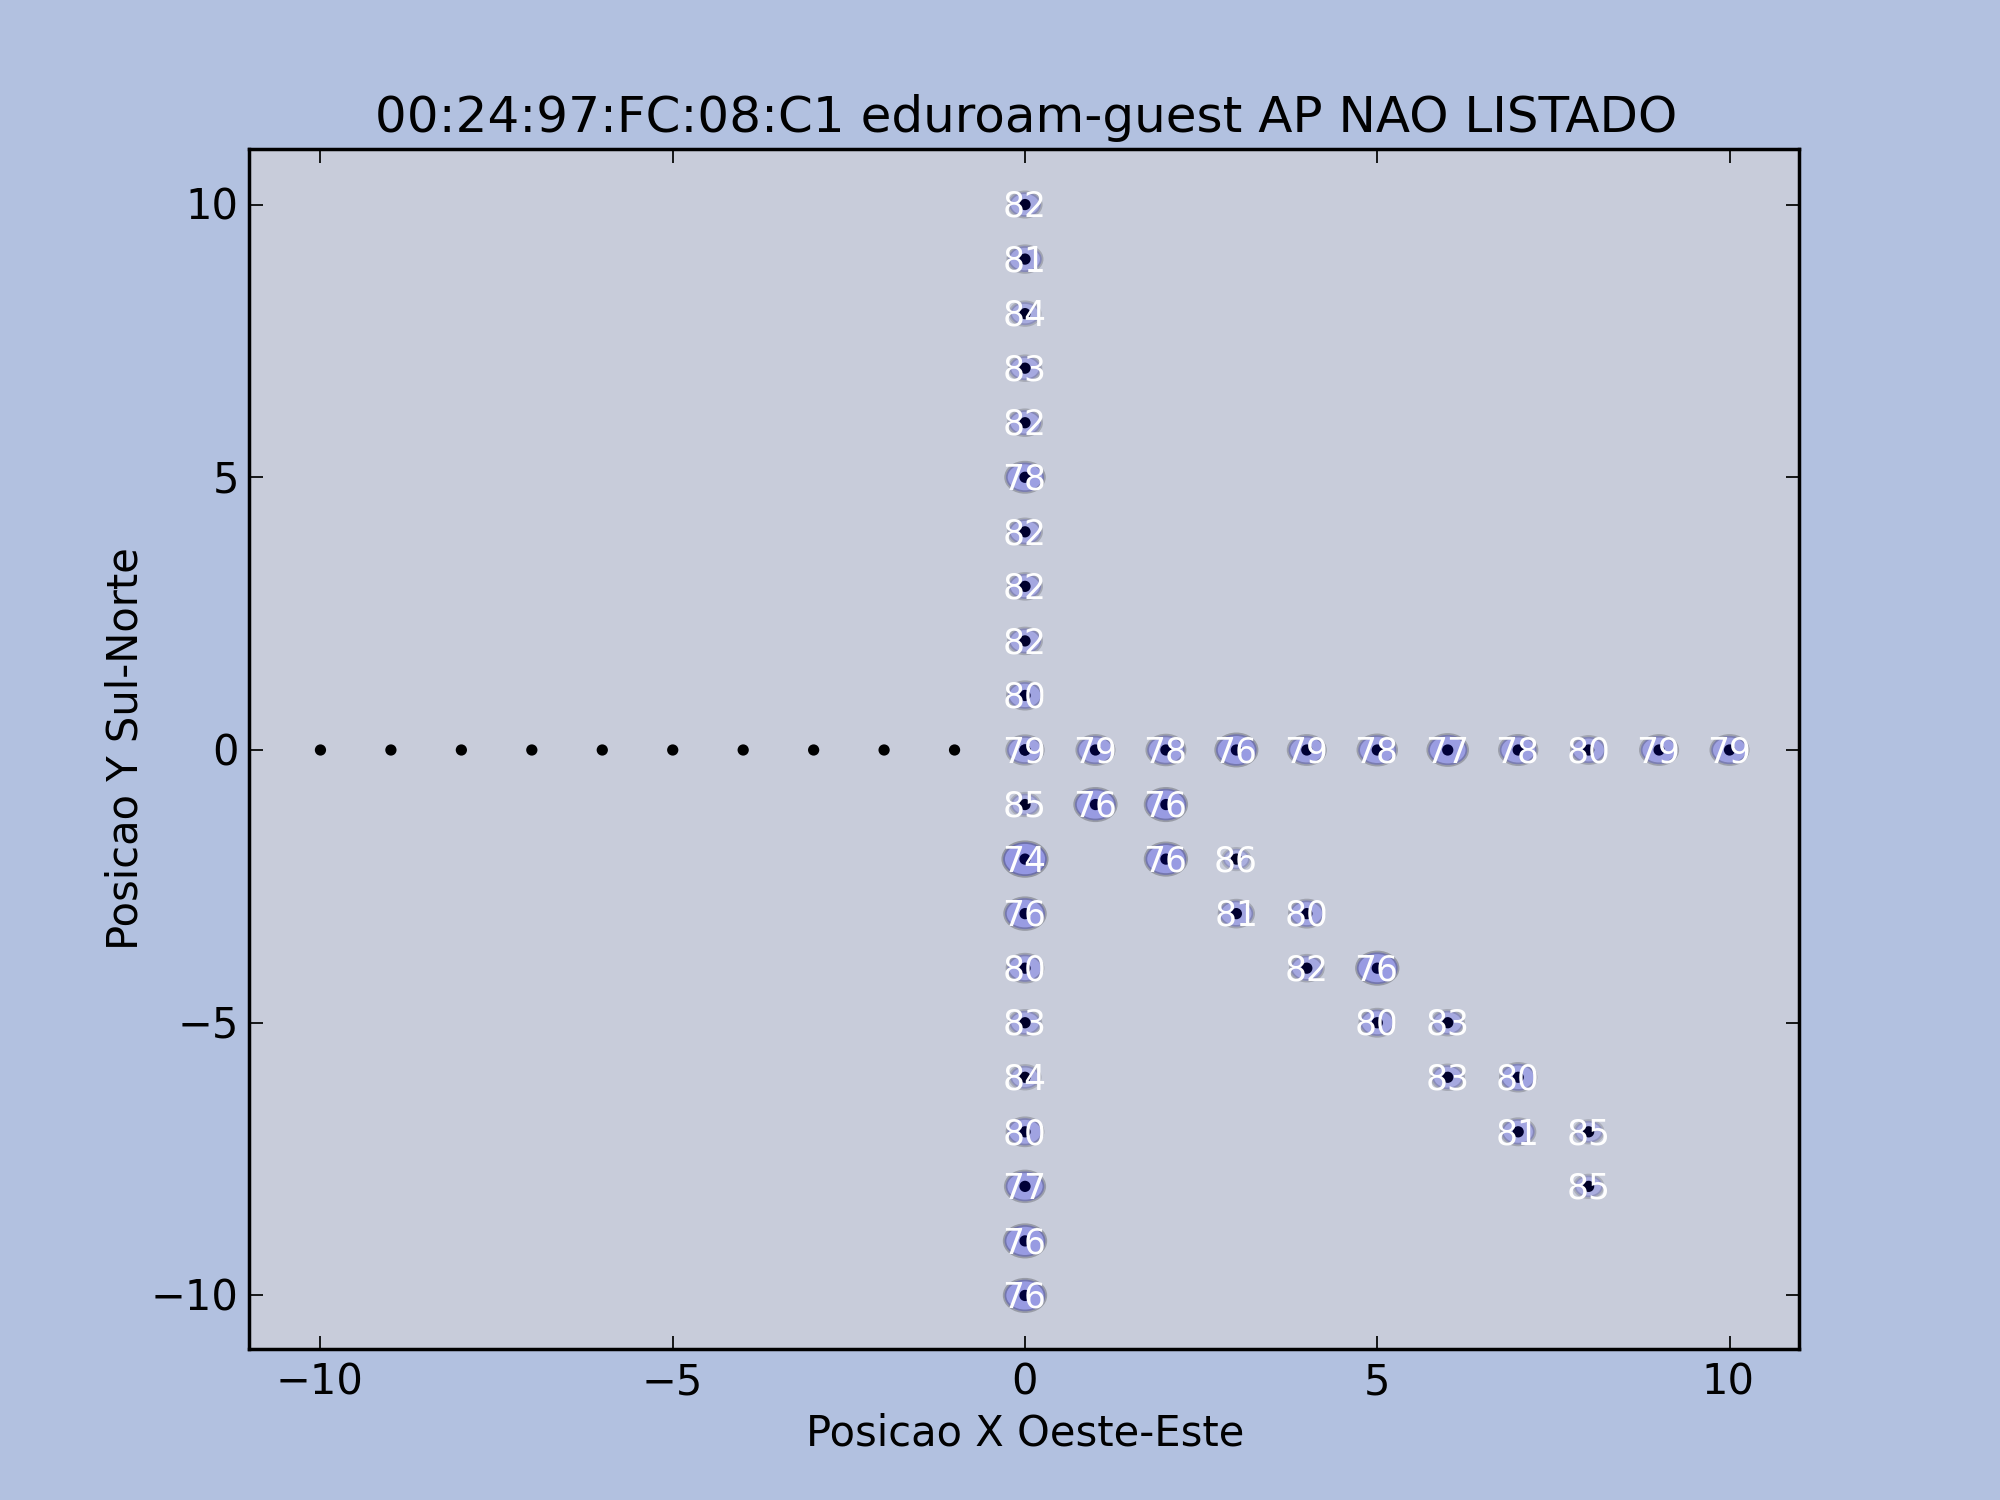 00:24:97:FC:08:C1 eduroam-guest AP NAO LISTADO
10
82
81
84
83
82
5
78
82
82
82
80
0
79 79 78 76 79 78 77 78 80 79 79
85 76 76
74 76 86
76 81 80
80 82 76
−5
83 80 83
84 83 80
80 81 85
77 85
76
−10
76
−10 −5 0 5 10
Posicao X Oeste-Este
Posicao Y Sul-Norte